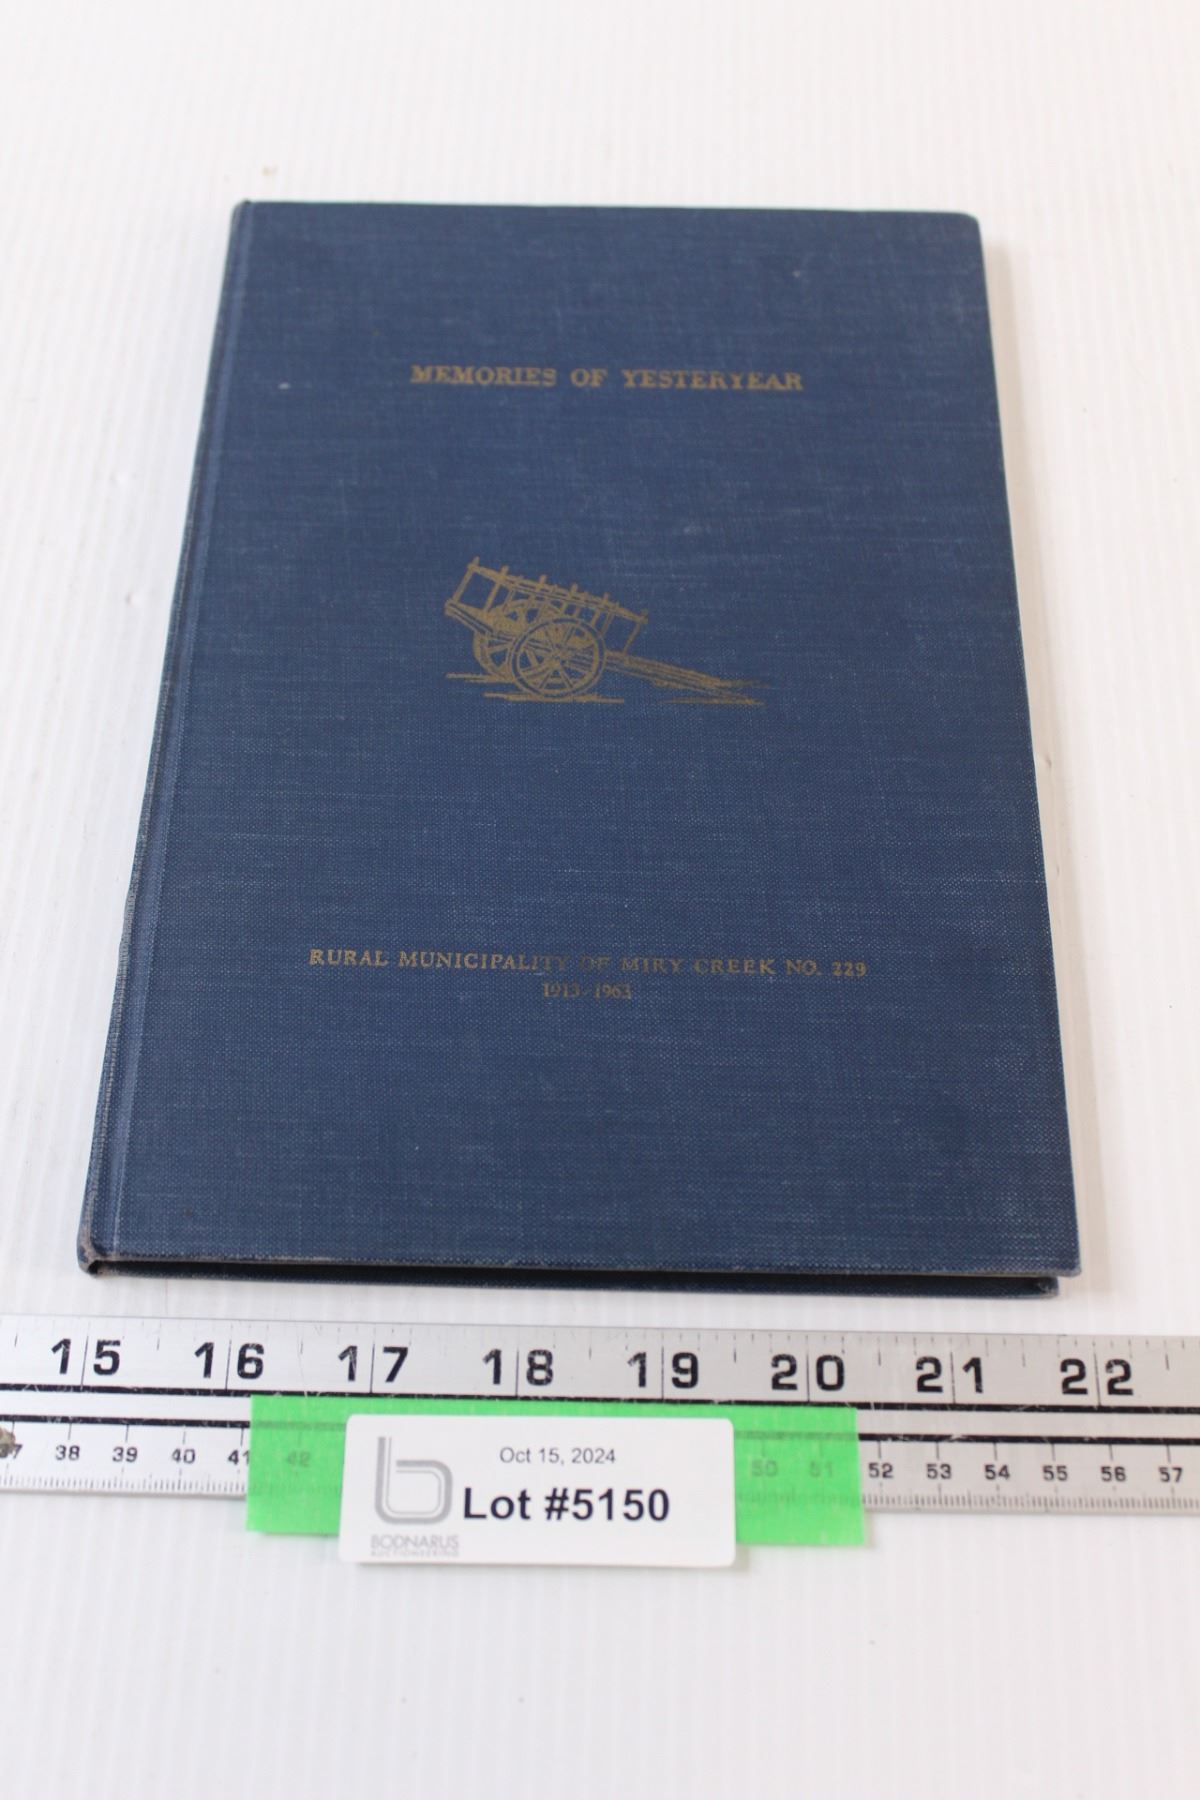 MEMORIES OF YESTERYEAR
RURAL MUNICIPALITY OF MIRY CREEK NO. 229
1913-1963
15 16 17 18 19 20 21 22
37 38 39 40 41 42 50 51 52 53 54 55 56 57
Oct 15, 2024
Lot #5150
BODNARUS
AUCTIONEERING